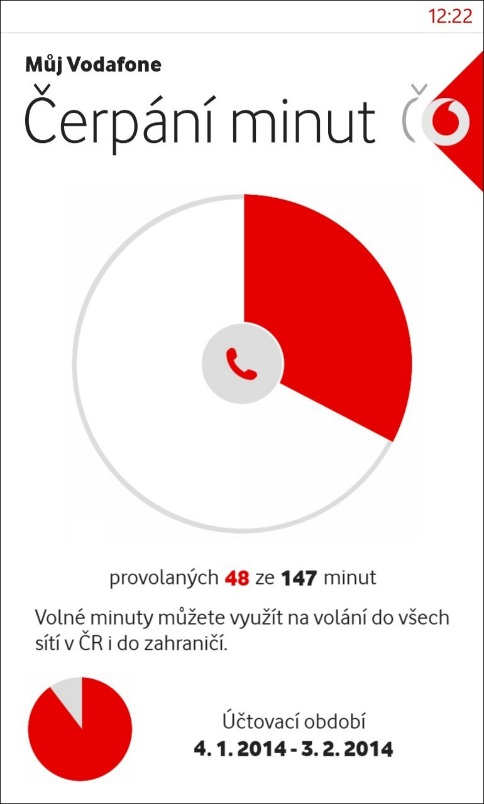 12:22
Můj Vodafone
Čerpání minut Č
provolaných 48 ze 147 minut
Volné minuty můžete využít na volání do všech
sítí v ČR i do zahraničí.
Účtovací období
4. 1. 2014 - 3. 2. 2014